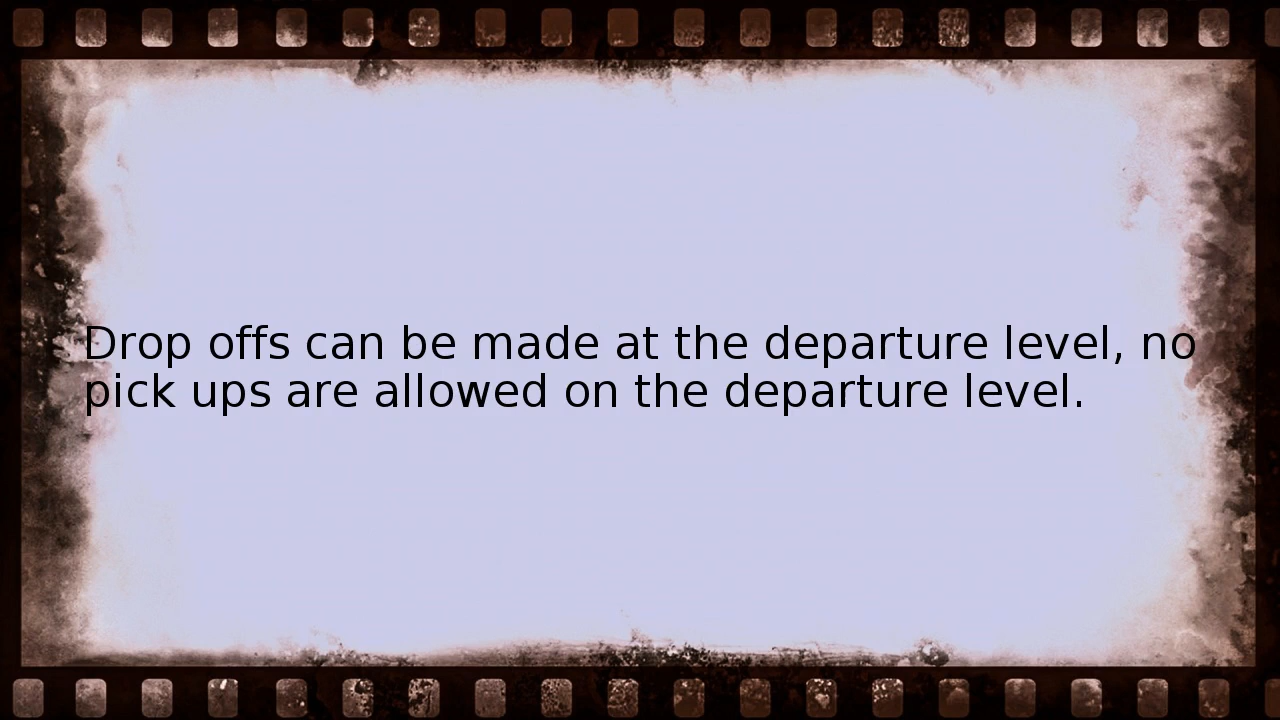 Drop offs can be made at the departure level, no
pick ups are allowed on the departure level.